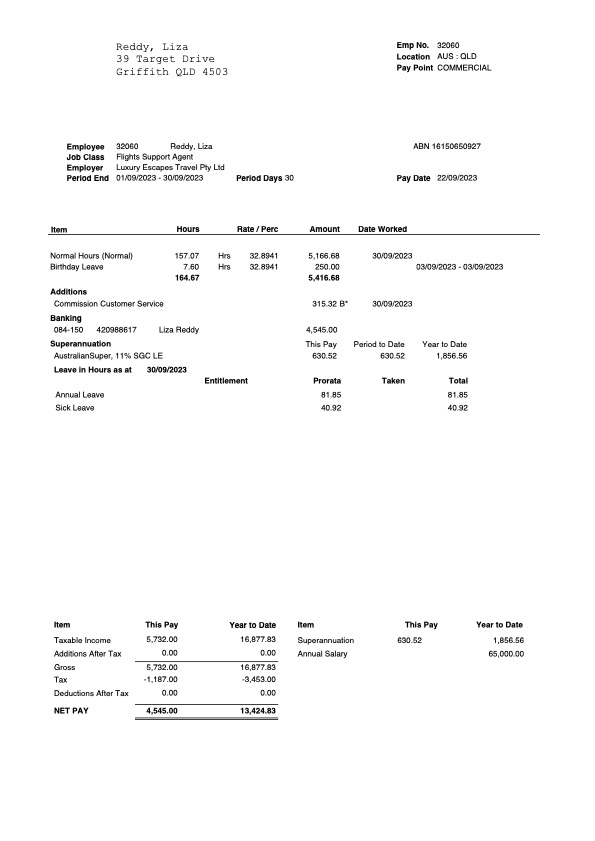 Reddy, Liza
39 Target Drive
Griffith QLD 4503
Emp No. 32060
Location AUS : QLD
Pay Point COMMERCIAL
Employee 32060 Reddy, Liza ABN 16150650927
Job Class Flights Support Agent
Employer Luxury Escapes Travel Pty Ltd
Period End 01/09/2023 - 30/09/2023 Period Days 30 Pay Date 22/09/2023
Item Hours Rate / Perc Amount Date Worked
Normal Hours (Normal) 157.07 Hrs 32.8941 5,166.68 30/09/2023
Birthday Leave 7.60 Hrs 32.8941 250.00 03/09/2023 - 03/09/2023
164.67 5,416.68
Additions
Commission Customer Service 315.32 B* 30/09/2023
Banking
084-150 420988617 Liza Reddy 4,545.00
Superannuation This Pay Period to Date Year to Date
AustralianSuper, 11% SGC LE 630.52 630.52 1,856.56
Leave in Hours as at 30/09/2023
Entitlement Prorata Taken Total
Annual Leave 81.85 81.85
Sick Leave 40.92 40.92
Item This Pay Year to Date Item This Pay Year to Date
Taxable Income 5,732.00 16,877.83 Superannuation 630.52 1,856.56
Additions After Tax 0.00 0.00 Annual Salary 65,000.00
Gross 5,732.00 16,877.83
Tax -1,187.00 -3,453.00
Deductions After Tax 0.00 0.00
NET PAY 4,545.00 13,424.83